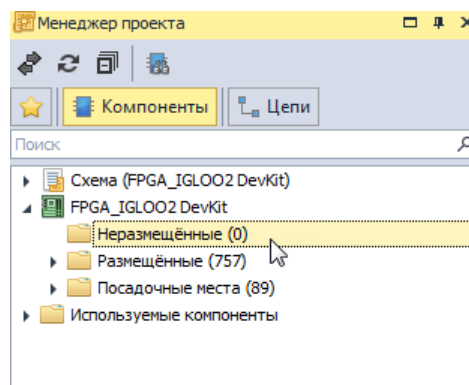 Менеджер проекта
Компоненты Цепи
Поиск
Схема (FPGA_IGLOO2 DevKit)
FPGA_IGLOO2 DevKit
Неразмещённые (0)
Размещённые (757)
Посадочные места (89)
Используемые компоненты